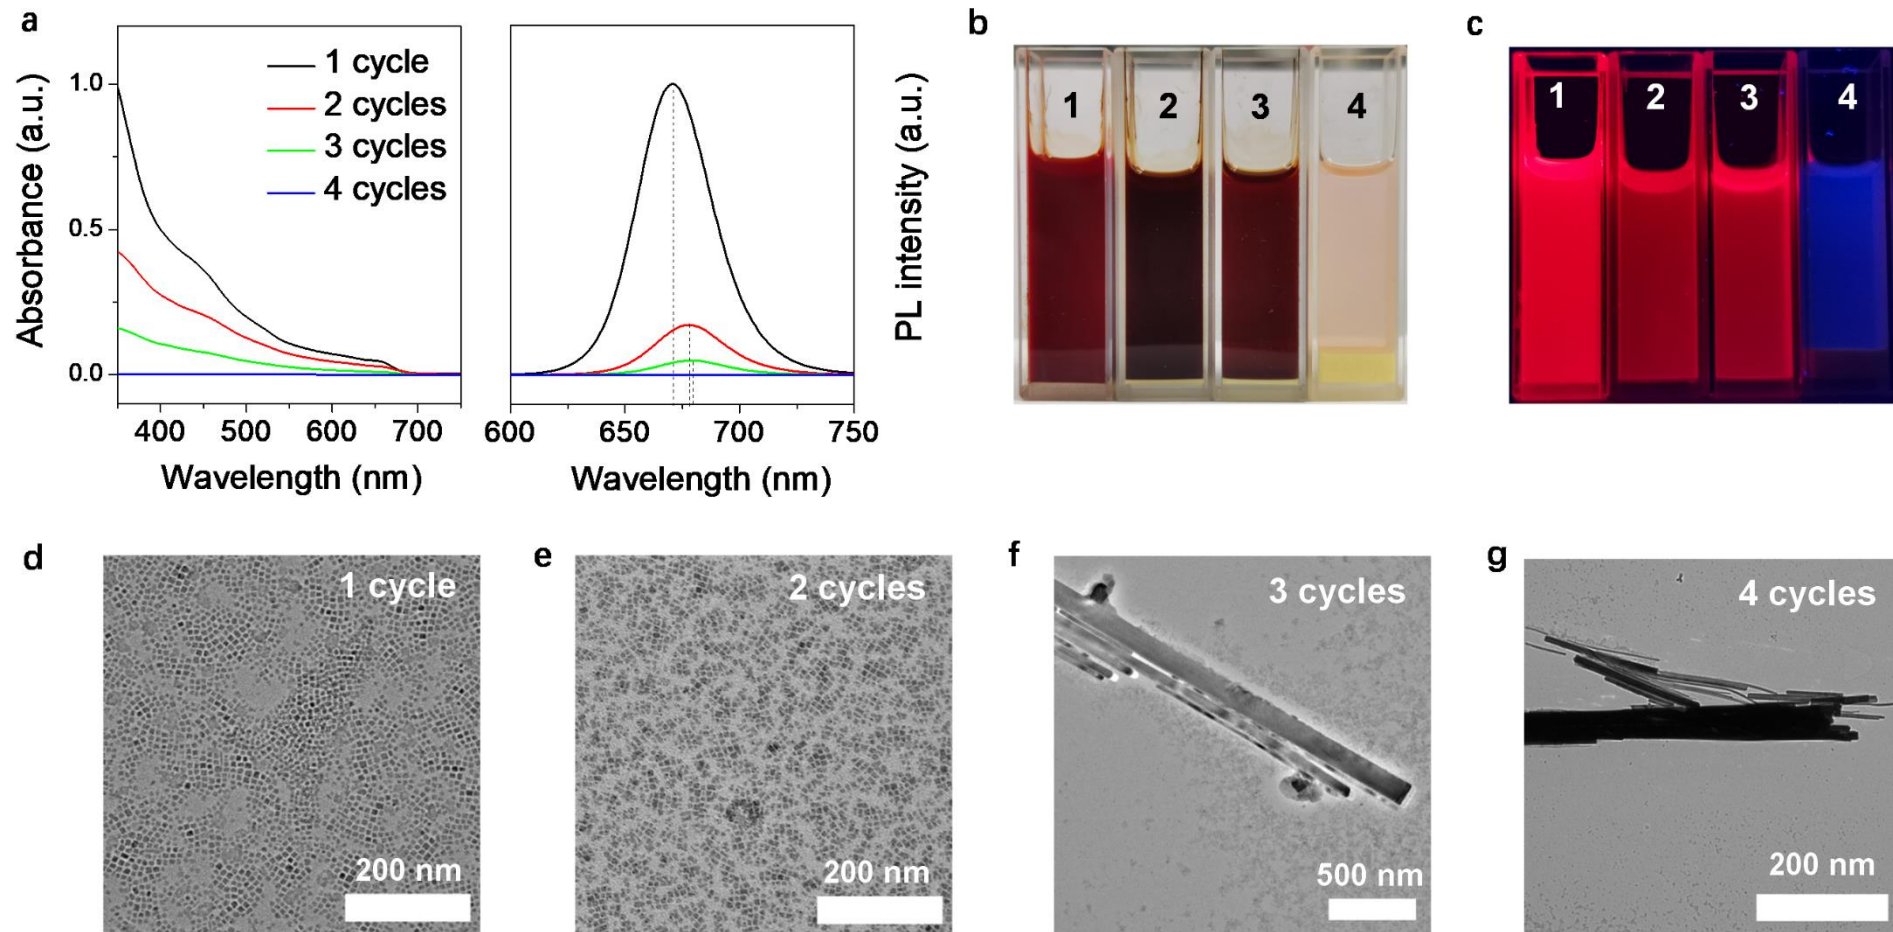 a
Absorbance (a.u.)
1.0
0.5
0.0
1 cycle
2 cycles
3 cycles
4 cycles
400 500 600 700
Wavelength (nm)
PL intensity (a.u.)
600 650 700 750
Wavelength (nm)
b
1 2 3 4
c
1 2 3 4
d
1 cycle
200 nm
e
2 cycles
200 nm
f
3 cycles
500 nm
g
4 cycles
200 nm